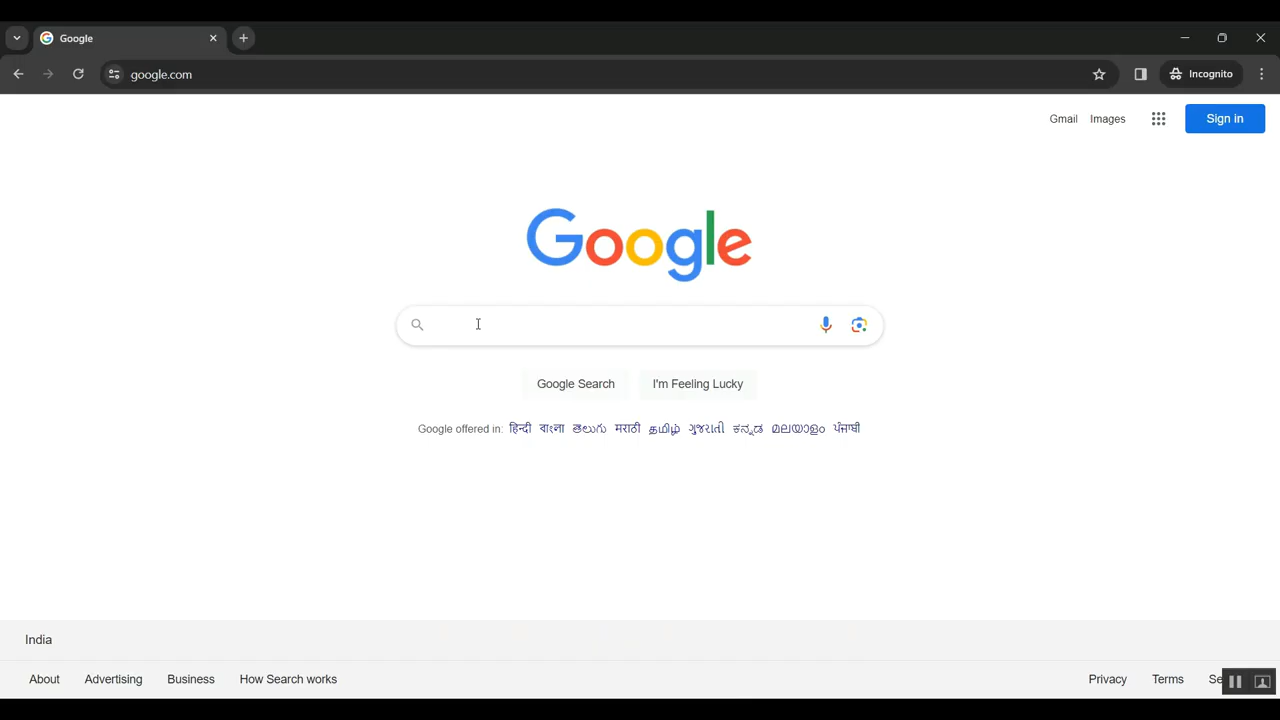 Google
google.com
Incognito
Gmail Images Sign in
Google
Google Search I'm Feeling Lucky
Google offered in: हिन्दी বাংলা తెలుగు मराठी தமிழ் ગુજરાતી ಕನ್ನಡ മലയാളം ਪੰਜਾਬੀ
India
About Advertising Business How Search works Privacy Terms